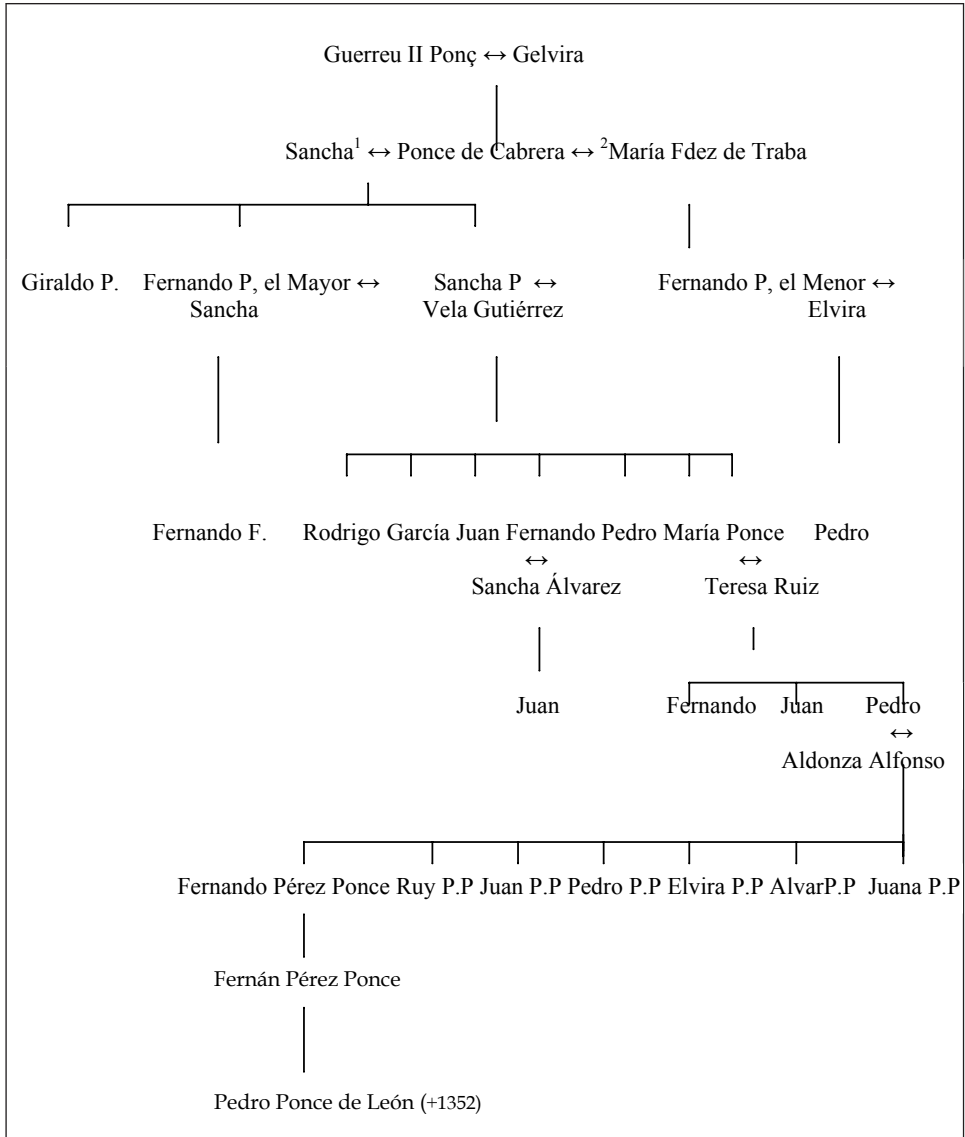 Guerreu II Ponç ↔ Gelvira
Sancha¹ ↔ Ponce de Cabrera ↔ ²María Fdez de Traba
Giraldo P. Fernando P, el Mayor ↔ Sancha P ↔ Fernando P, el Menor ↔
Sancha Vela Gutiérrez Elvira
Fernando F. Rodrigo García Juan Fernando Pedro María Ponce Pedro
↔ ↔
Sancha Álvarez Teresa Ruiz
Juan Fernando Juan Pedro
↔
Aldonza Alfonso
Fernando Pérez Ponce Ruy P.P Juan P.P Pedro P.P Elvira P.P AlvarP.P Juana P.P
Fernán Pérez Ponce
Pedro Ponce de León (+1352)